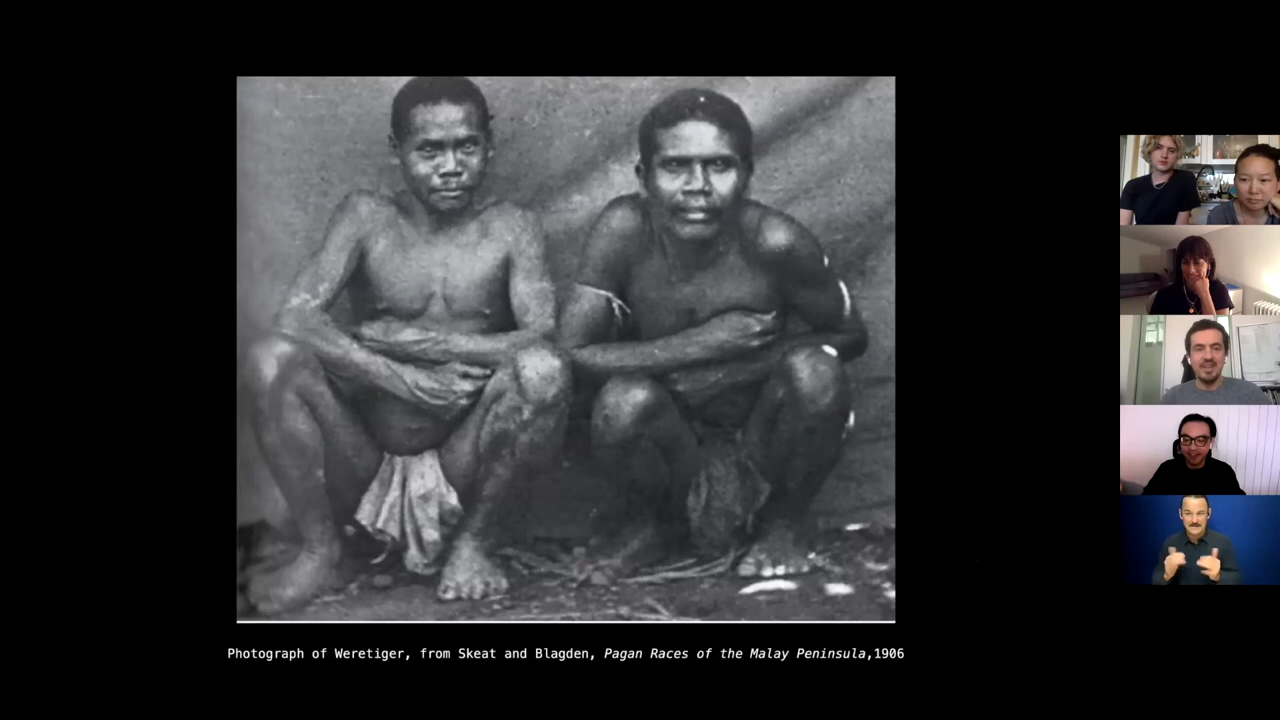 Photograph of Weretiger, from Skeat and Blagden, Pagan Races of the Malay Peninsula,1906